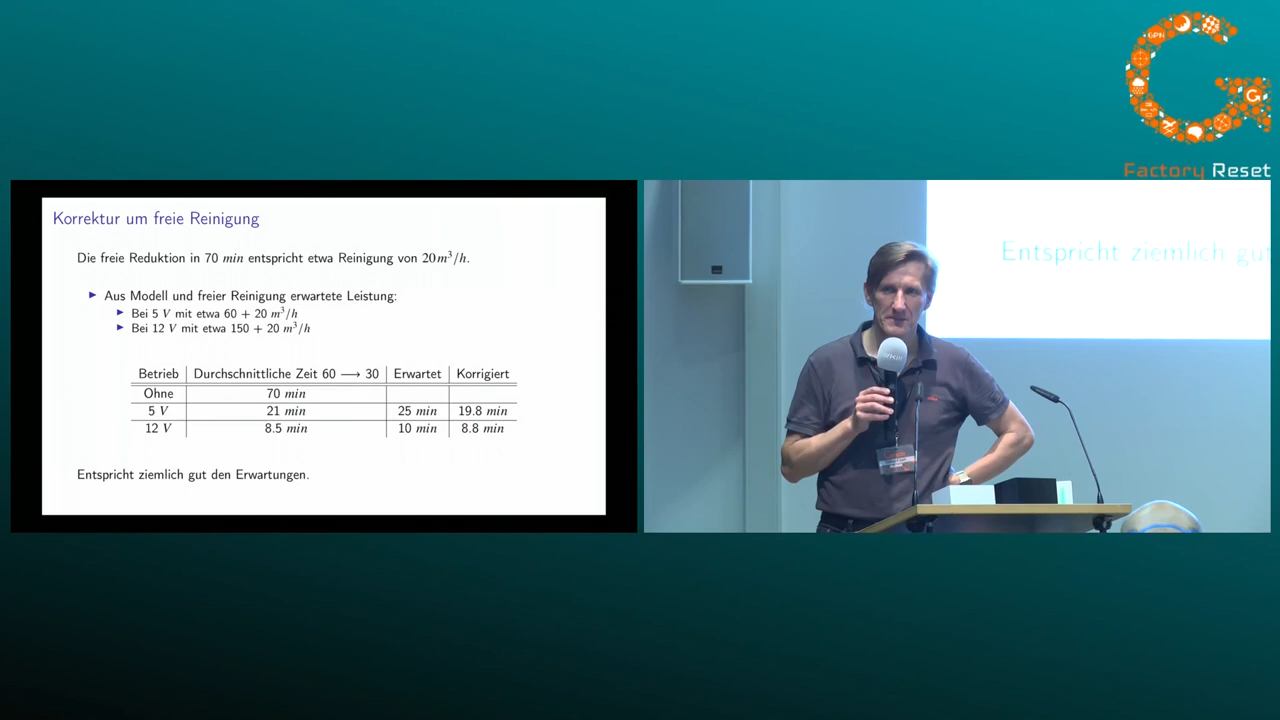 GPN
Factory Reset
Korrektur um freie Reinigung
Die freie Reduktion in 70 min entspricht etwa Reinigung von 20m³/h.
Aus Modell und freier Reinigung erwartete Leistung:
Bei 5 V mit etwa 60 + 20 m³/h
Bei 12 V mit etwa 150 + 20 m³/h
Betrieb Durchschnittliche Zeit 60 ⟶ 30 Erwartet Korrigiert
Ohne 70 min
5 V 21 min 25 min 19.8 min
12 V 8.5 min 10 min 8.8 min
Entspricht ziemlich gut den Erwartungen.
Entspricht ziemlich gut